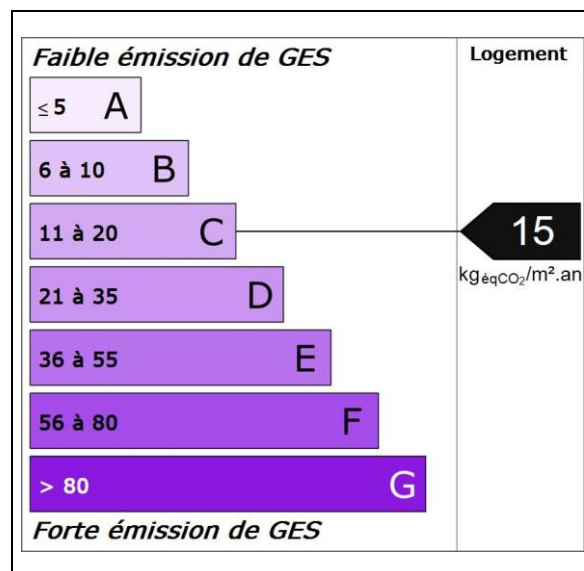 Faible émission de GES
Logement
≤ 5 A
6 à 10 B
11 à 20 C
15
kgéqCO₂/m².an
21 à 35 D
36 à 55 E
56 à 80 F
> 80 G
Forte émission de GES